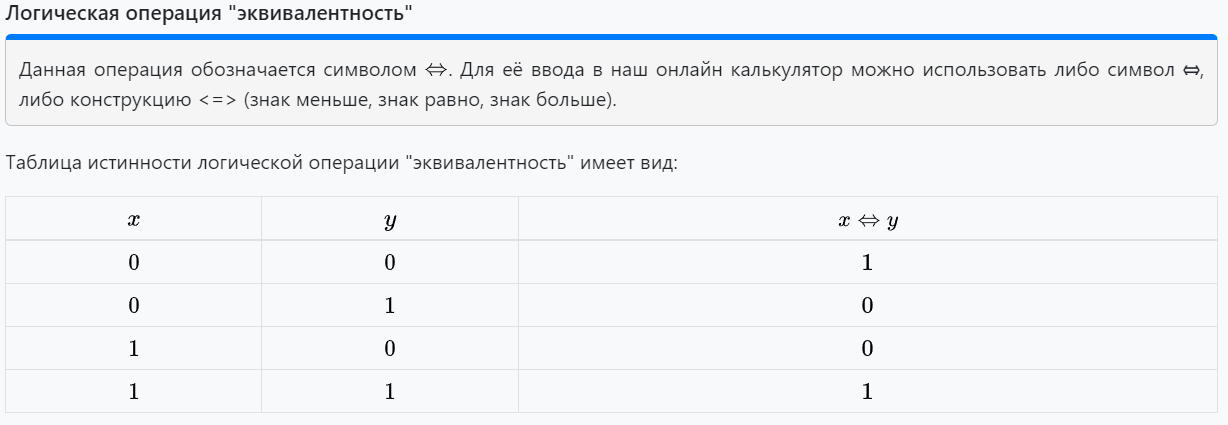 Логическая операция "эквивалентность"
Данная операция обозначается символом ⇔. Для её ввода в наш онлайн калькулятор можно использовать либо символ ⇔,
либо конструкцию <=> (знак меньше, знак равно, знак больше).
Таблица истинности логической операции "эквивалентность" имеет вид:
x y x ⇔ y
0 0 1
0 1 0
1 0 0
1 1 1